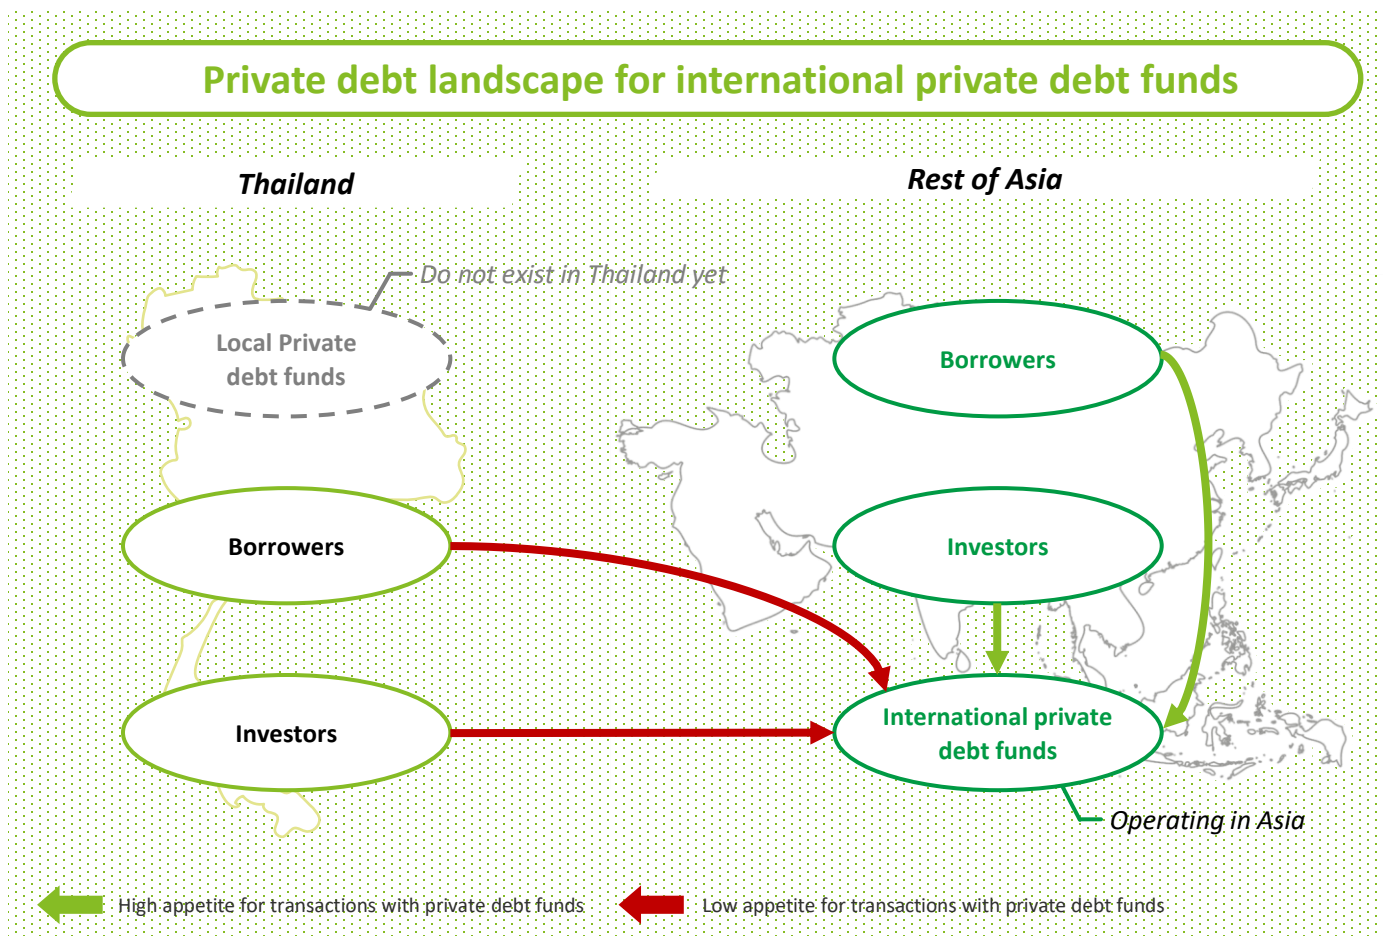 Private debt landscape for international private debt funds
Thailand
Rest of Asia
Do not exist in Thailand yet
Local Private
debt funds
Borrowers
Borrowers
Investors
Investors
International private
debt funds
Operating in Asia
High appetite for transactions with private debt funds
Low appetite for transactions with private debt funds